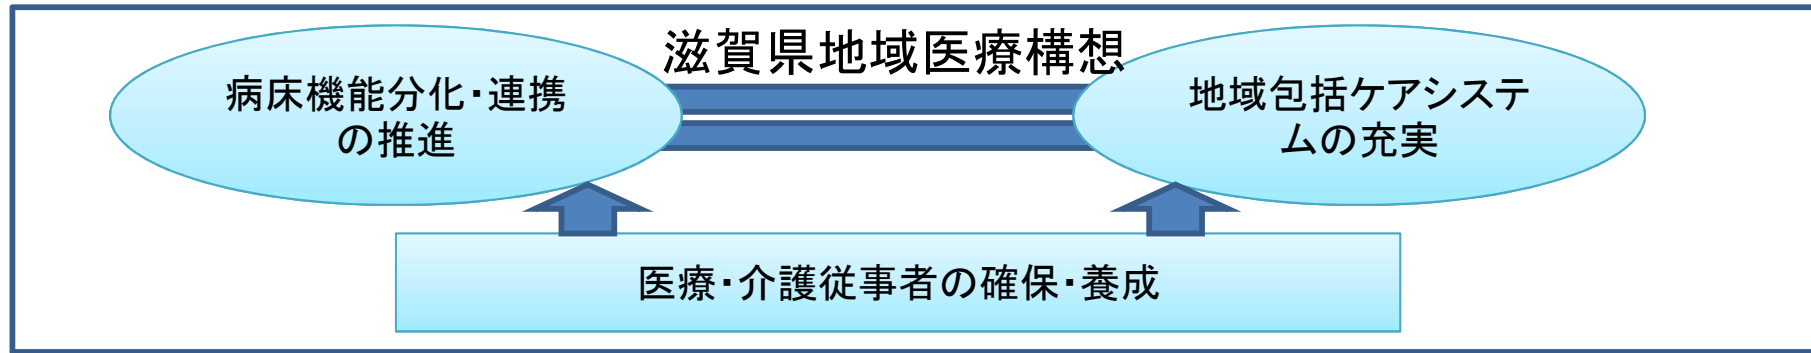 滋賀県地域医療構想
病床機能分化・連携
の推進
地域包括ケアシステ
ムの充実
医療・介護従事者の確保・養成